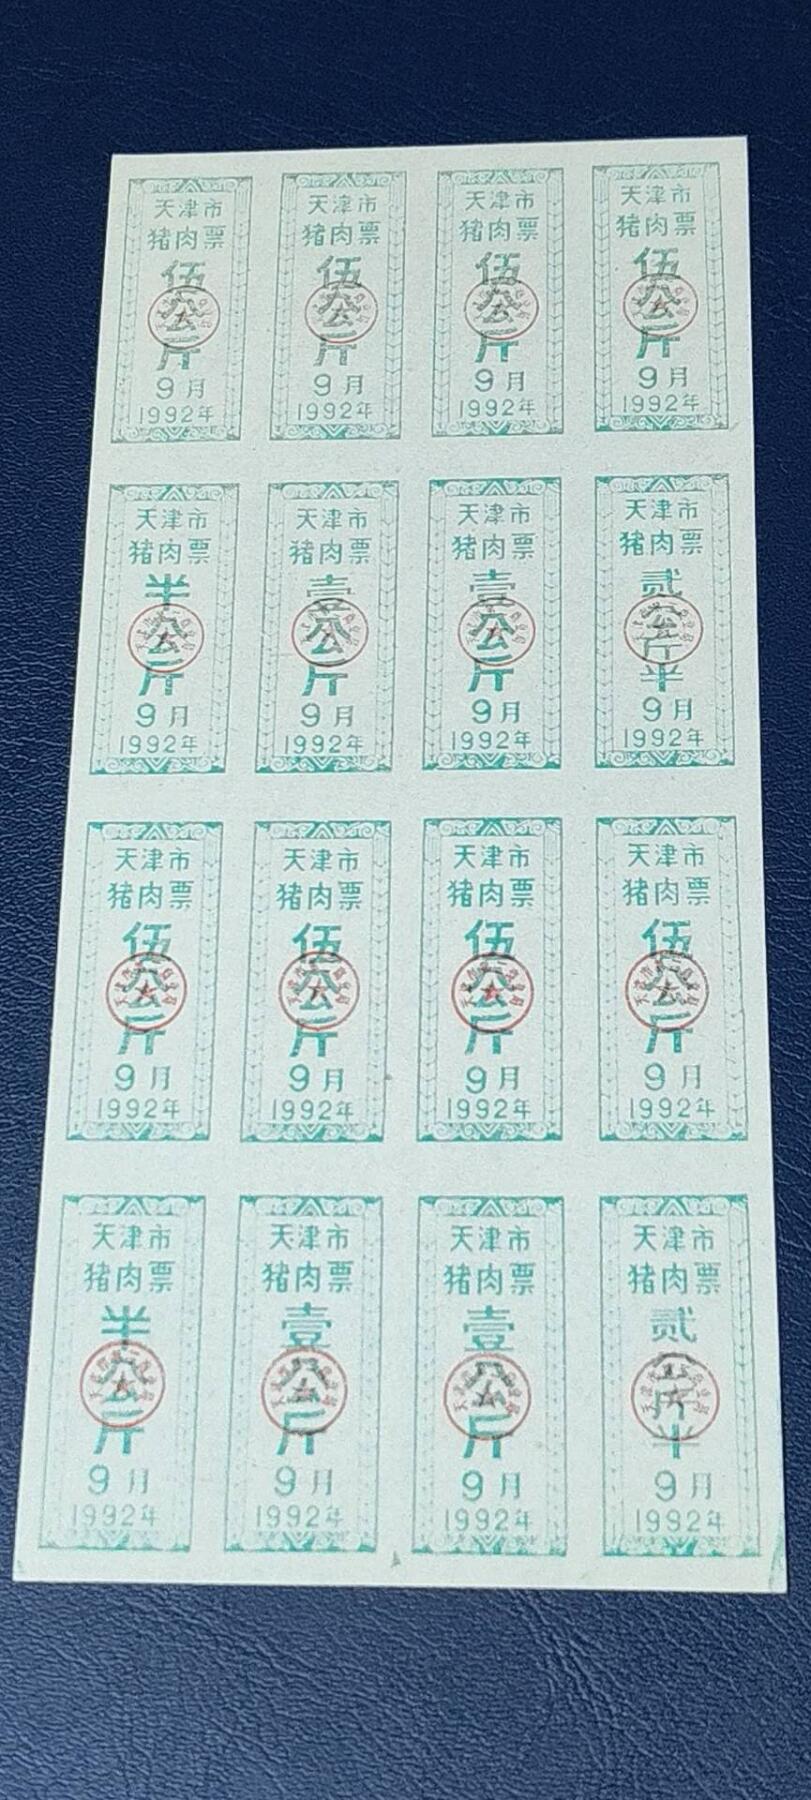 天津市
猪肉票
伍公斤
9月
1992年
天津市
猪肉票
伍公斤
9月
1992年
天津市
猪肉票
伍公斤
9月
1992年
天津市
猪肉票
伍公斤
9月
1992年
天津市
猪肉票
半公斤
9月
1992年
天津市
猪肉票
壹公斤
9月
1992年
天津市
猪肉票
壹公斤
9月
1992年
天津市
猪肉票
贰公斤半
9月
1992年
天津市
猪肉票
伍公斤
9月
1992年
天津市
猪肉票
伍公斤
9月
1992年
天津市
猪肉票
伍公斤
9月
1992年
天津市
猪肉票
伍公斤
9月
1992年
天津市
猪肉票
半公斤
9月
1992年
天津市
猪肉票
壹公斤
9月
1992年
天津市
猪肉票
壹公斤
9月
1992年
天津市
猪肉票
贰公斤半
9月
1992年